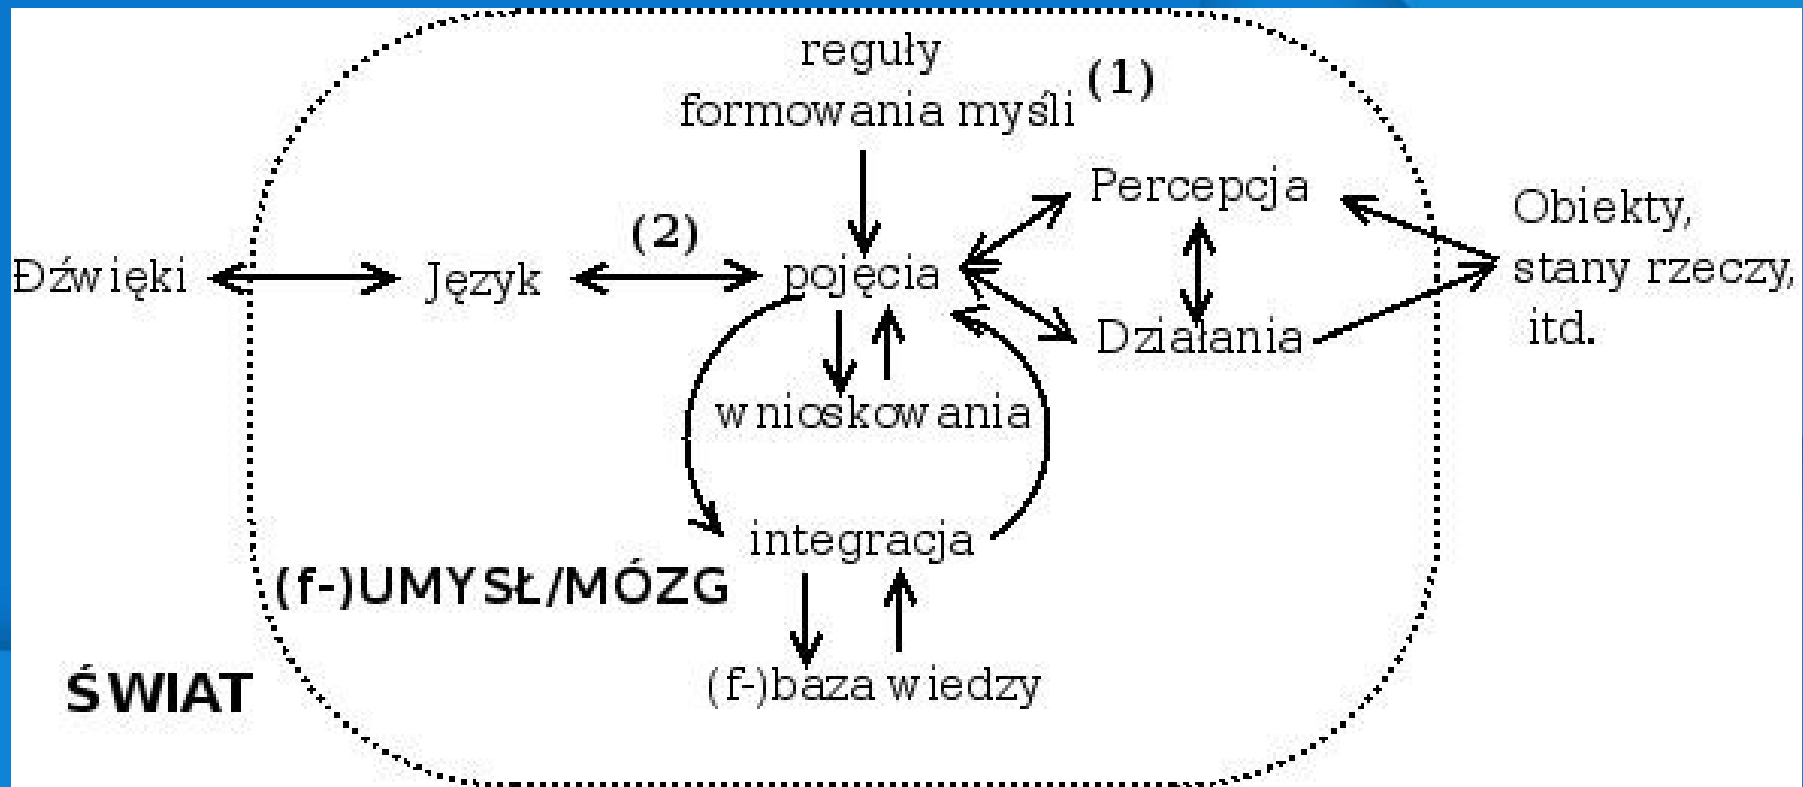 reguły
formowania myśli (1)
Percepcja
Obiekty,
(2)
Đźwięki
Język
pojęcia
stany rzeczy,
Działania
itd.
wnioskowania
integracja
(f-)UMYSŁ/MÓZG
(f-)baza wiedzy
ŚWIAT